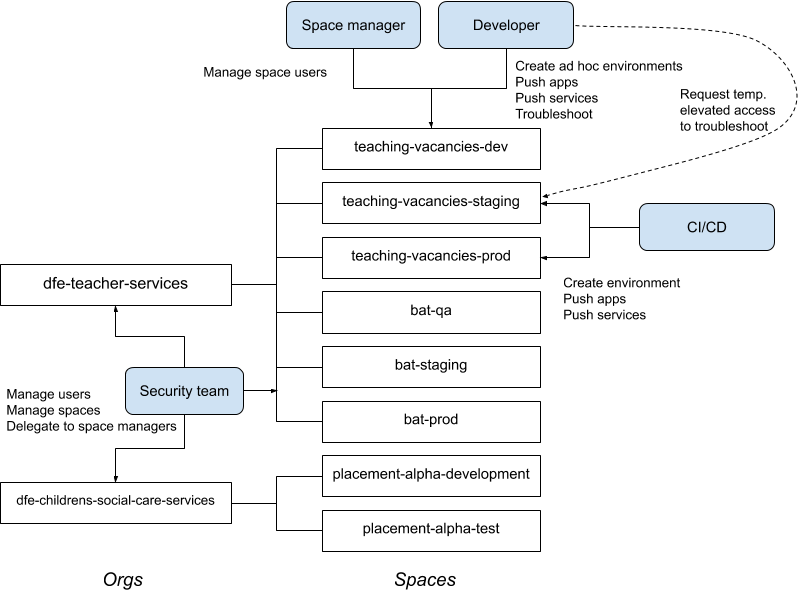 Space manager
Developer
Manage space users
Create ad hoc environments
Push apps
Push services
Troubleshoot
Request temp.
elevated access
to troubleshoot
teaching-vacancies-dev
teaching-vacancies-staging
CI/CD
teaching-vacancies-prod
dfe-teacher-services
Create environment
Push apps
Push services
bat-qa
bat-staging
Security team
Manage users
Manage spaces
Delegate to space managers
bat-prod
placement-alpha-development
dfe-childrens-social-care-services
placement-alpha-test
Orgs
Spaces